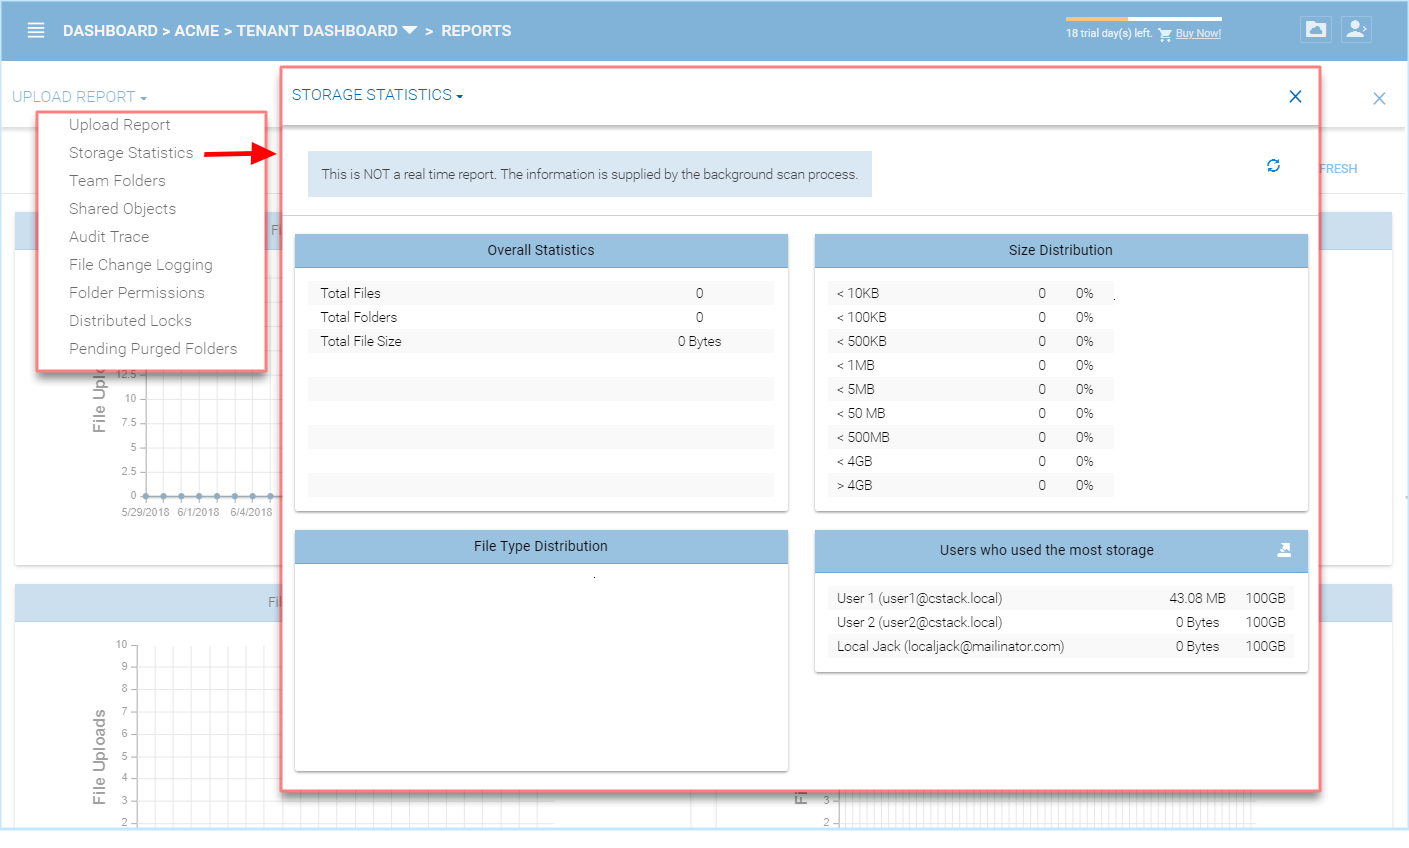 DASHBOARD > ACME > TENANT DASHBOARD > REPORTS
18 trial day(s) left. Buy Now!
UPLOAD REPORT
Upload Report
Storage Statistics
Team Folders
Shared Objects
Audit Trace
File Change Logging
Folder Permissions
Distributed Locks
Pending Purged Folders
STORAGE STATISTICS
This is NOT a real time report. The information is supplied by the background scan process.
FRESH
Overall Statistics
Total Files 0
Total Folders 0
Total File Size 0 Bytes
Size Distribution
< 10KB 0 0%
< 100KB 0 0%
< 500KB 0 0%
< 1MB 0 0%
< 5MB 0 0%
< 50 MB 0 0%
< 500MB 0 0%
< 4GB 0 0%
> 4GB 0 0%
File Type Distribution
Users who used the most storage
User 1 (user1@cstack.local) 43.08 MB 100GB
User 2 (user2@cstack.local) 0 Bytes 100GB
Local Jack (localjack@mailinator.com) 0 Bytes 100GB
File Uplo
12.5
10
7.5
5
2.5
0
5/29/2018 6/1/2018 6/4/2018
File Uploads
10
9
8
7
6
5
4
3
2
3
2